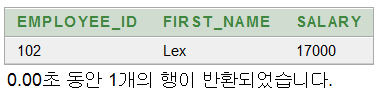 EMPLOYEE_ID FIRST_NAME SALARY
102 Lex 17000
0.00초 동안 1개의 행이 반환되었습니다.